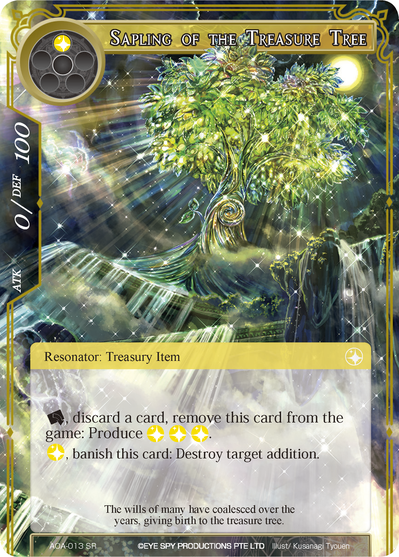 Sapling of the Treasure Tree
ATK 0/DEF 100
Resonator: Treasury Item
, discard a card, remove this card from the
game: Produce .
, banish this card: Destroy target addition.
The wills of many have coalesced over the
years, giving birth to the treasure tree.
AOA-013 SR ©EYE SPY PRODUCTIONS PTE LTD Illust/ Kusanagi Tycuen